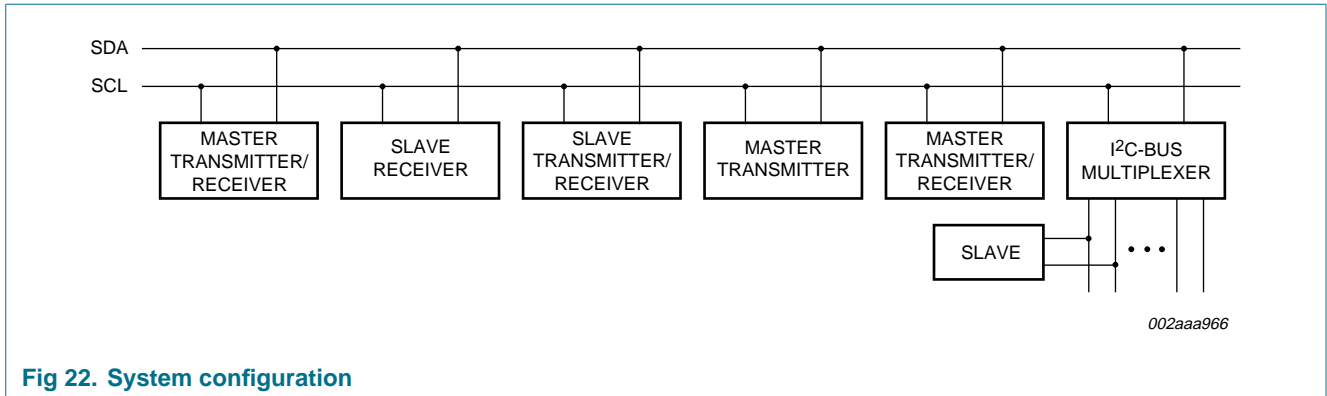 SDA
SCL
MASTER
TRANSMITTER/
RECEIVER
SLAVE
RECEIVER
SLAVE
TRANSMITTER/
RECEIVER
MASTER
TRANSMITTER
MASTER
TRANSMITTER/
RECEIVER
I²C-BUS
MULTIPLEXER
SLAVE
002aaa966
Fig 22. System configuration